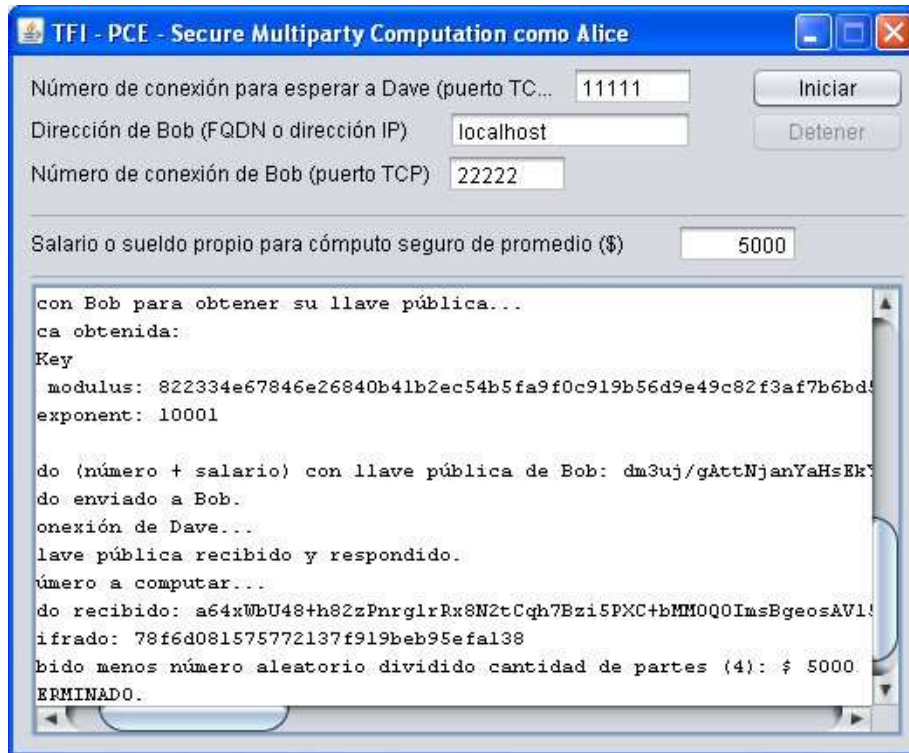 TFI - PCE - Secure Multiparty Computation como Alice
Número de conexión para esperar a Dave (puerto TC... 11111 Iniciar
Dirección de Bob (FQDN o dirección IP) localhost Detener
Número de conexión de Bob (puerto TCP) 22222
Salario o sueldo propio para cómputo seguro de promedio ($) 5000
con Bob para obtener su llave pública...
ca obtenida:
Key
modulus: 822334e67846e26840b41b2ec54b5fa9f0c919b56d9e49c82f3af7b6bd5
exponent: 10001
do (número + salario) con llave pública de Bob: dm3uj/gAttNjanYaHsEkY
do enviado a Bob.
onexión de Dave...
lave pública recibido y respondido.
úmero a computar...
do recibido: a64xWbU48+h82zPnrglrRx8N2tCqh7Bzi5PXC+bMM0Q0ImsBgeosAVl5
ifrado: 78f6d081575772137f919beb95efa138
bido menos número aleatorio dividido cantidad de partes (4): $ 5000
ERMINADO.